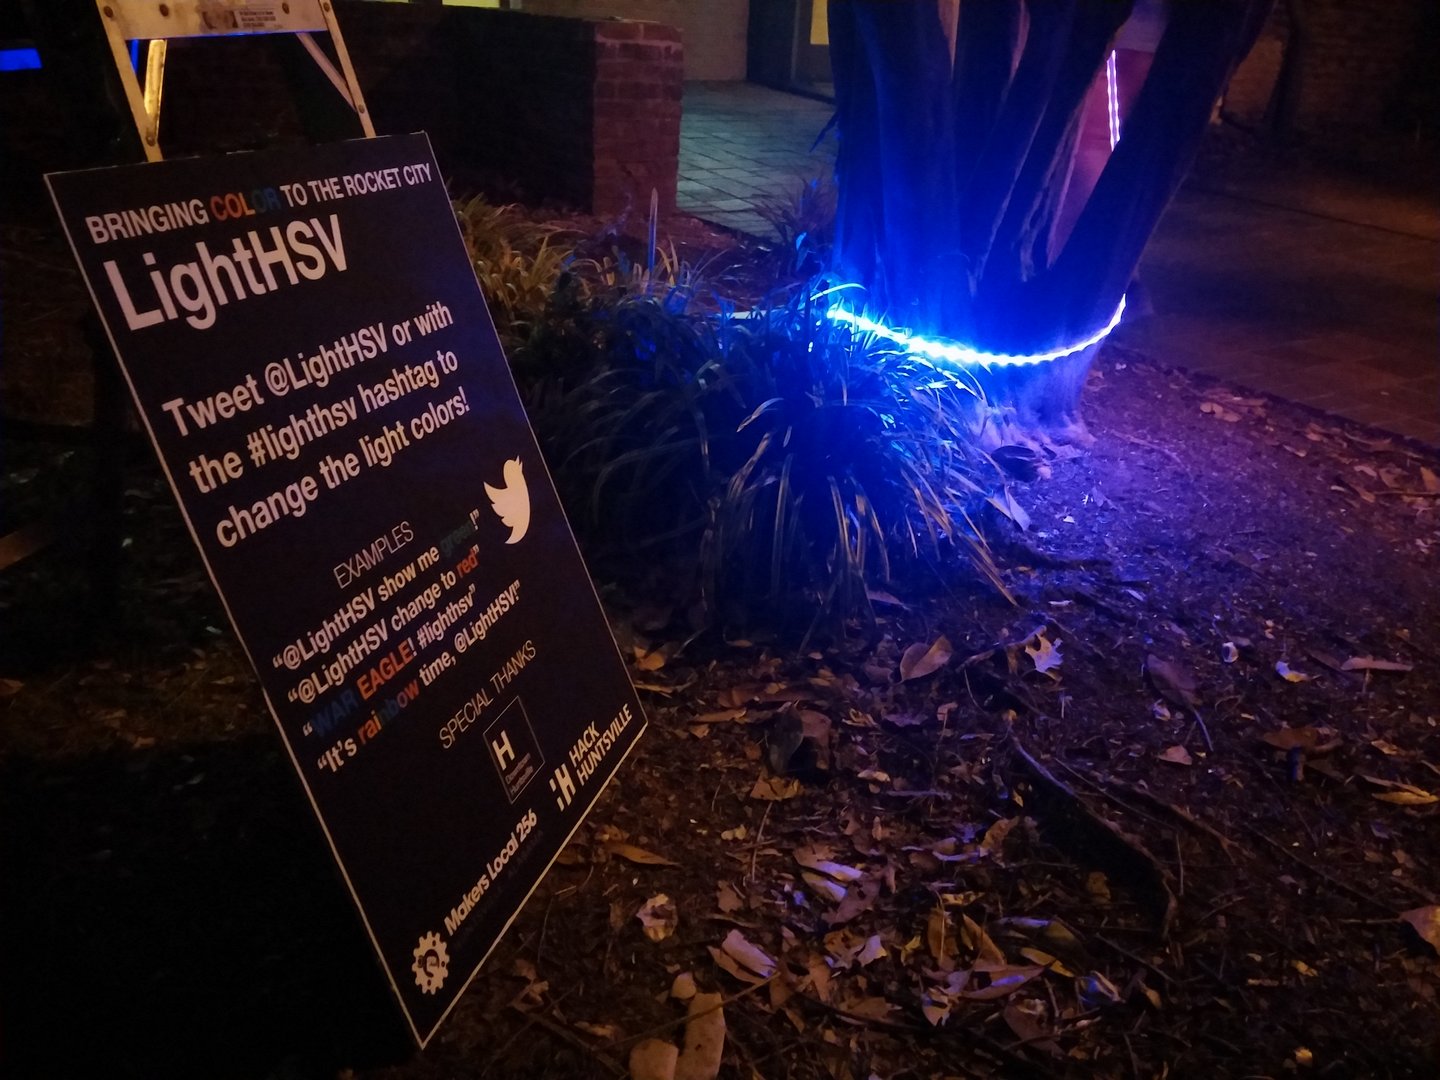 BRINGING COLOR TO THE ROCKET CITY
LightHSV
Tweet @LightHSV or with
the #lighthsv hashtag to
change the light colors!
EXAMPLES
"@LightHSV show me green!"
"@LightHSV change to red"
"WAR EAGLE! #lighthsv"
"It's rainbow time, @LightHSV!"
SPECIAL THANKS
H
Downtown
Huntsville
HACK
HUNTSVILLE
Makers Local 256